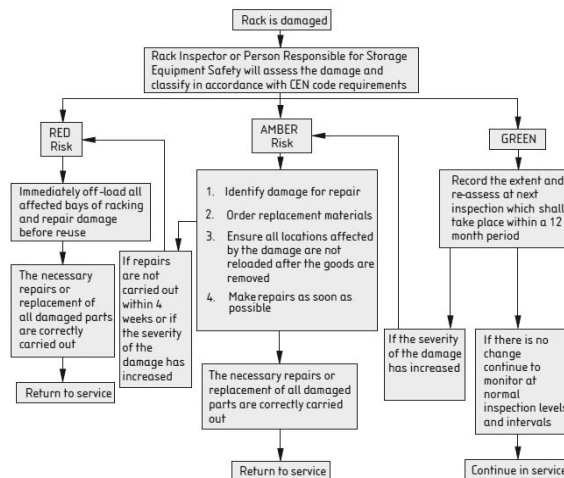 Rack is damaged
Rack Inspector or Person Responsible for Storage
Equipment Safety will assess the damage and
classify in accordance with CEN code requirements
RED
Risk
AMBER
Risk
GREEN
Immediately off-load all
affected bays of racking
and repair damage
before re-use
The necessary
repairs or
replacement of
all damaged parts
are correctly
carried out
Return to service
If repairs
are not
carried out
within 4
weeks or if
the severity
of the
damage has
increased
1. Identify damage for repair
2. Order replacement materials
3. Ensure all locations affected
by the damage are not
reloaded after the goods are
removed
4. Make repairs as soon as
possible
The necessary repairs or
replacement of all damaged
parts are correctly carried
out
Return to service
If the severity
of the damage
has increased
Record the extent and
re-assess at next
inspection which shall
take place within a 12
month period
If there is no
change continue
to monitor at
normal
inspection levels
and intervals
Continue in service